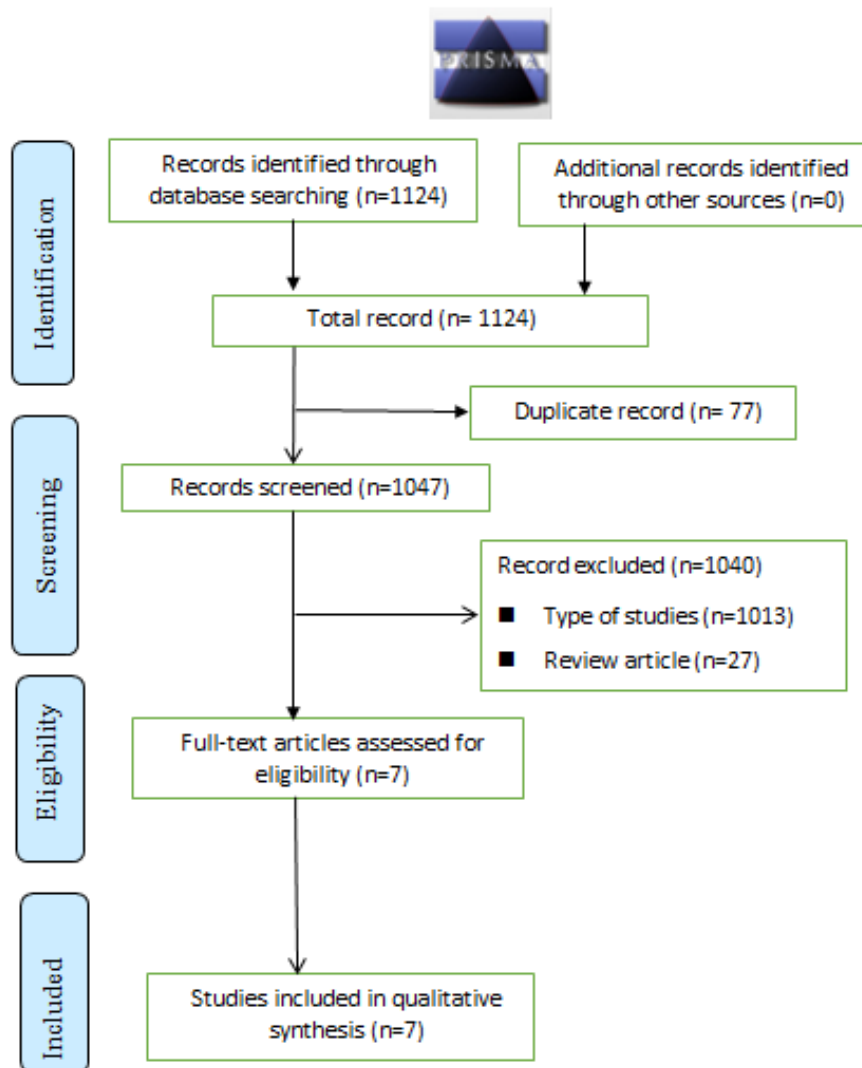 PRISMA
Identification
Records identified through
database searching (n=1124)
Additional records identified
through other sources (n=0)
Total record (n= 1124)
Duplicate record (n= 77)
Screening
Records screened (n=1047)
Record excluded (n=1040)
■ Type of studies (n=1013)
■ Review article (n=27)
Eligibility
Full-text articles assessed for
eligibility (n=7)
Included
Studies included in qualitative
synthesis (n=7)